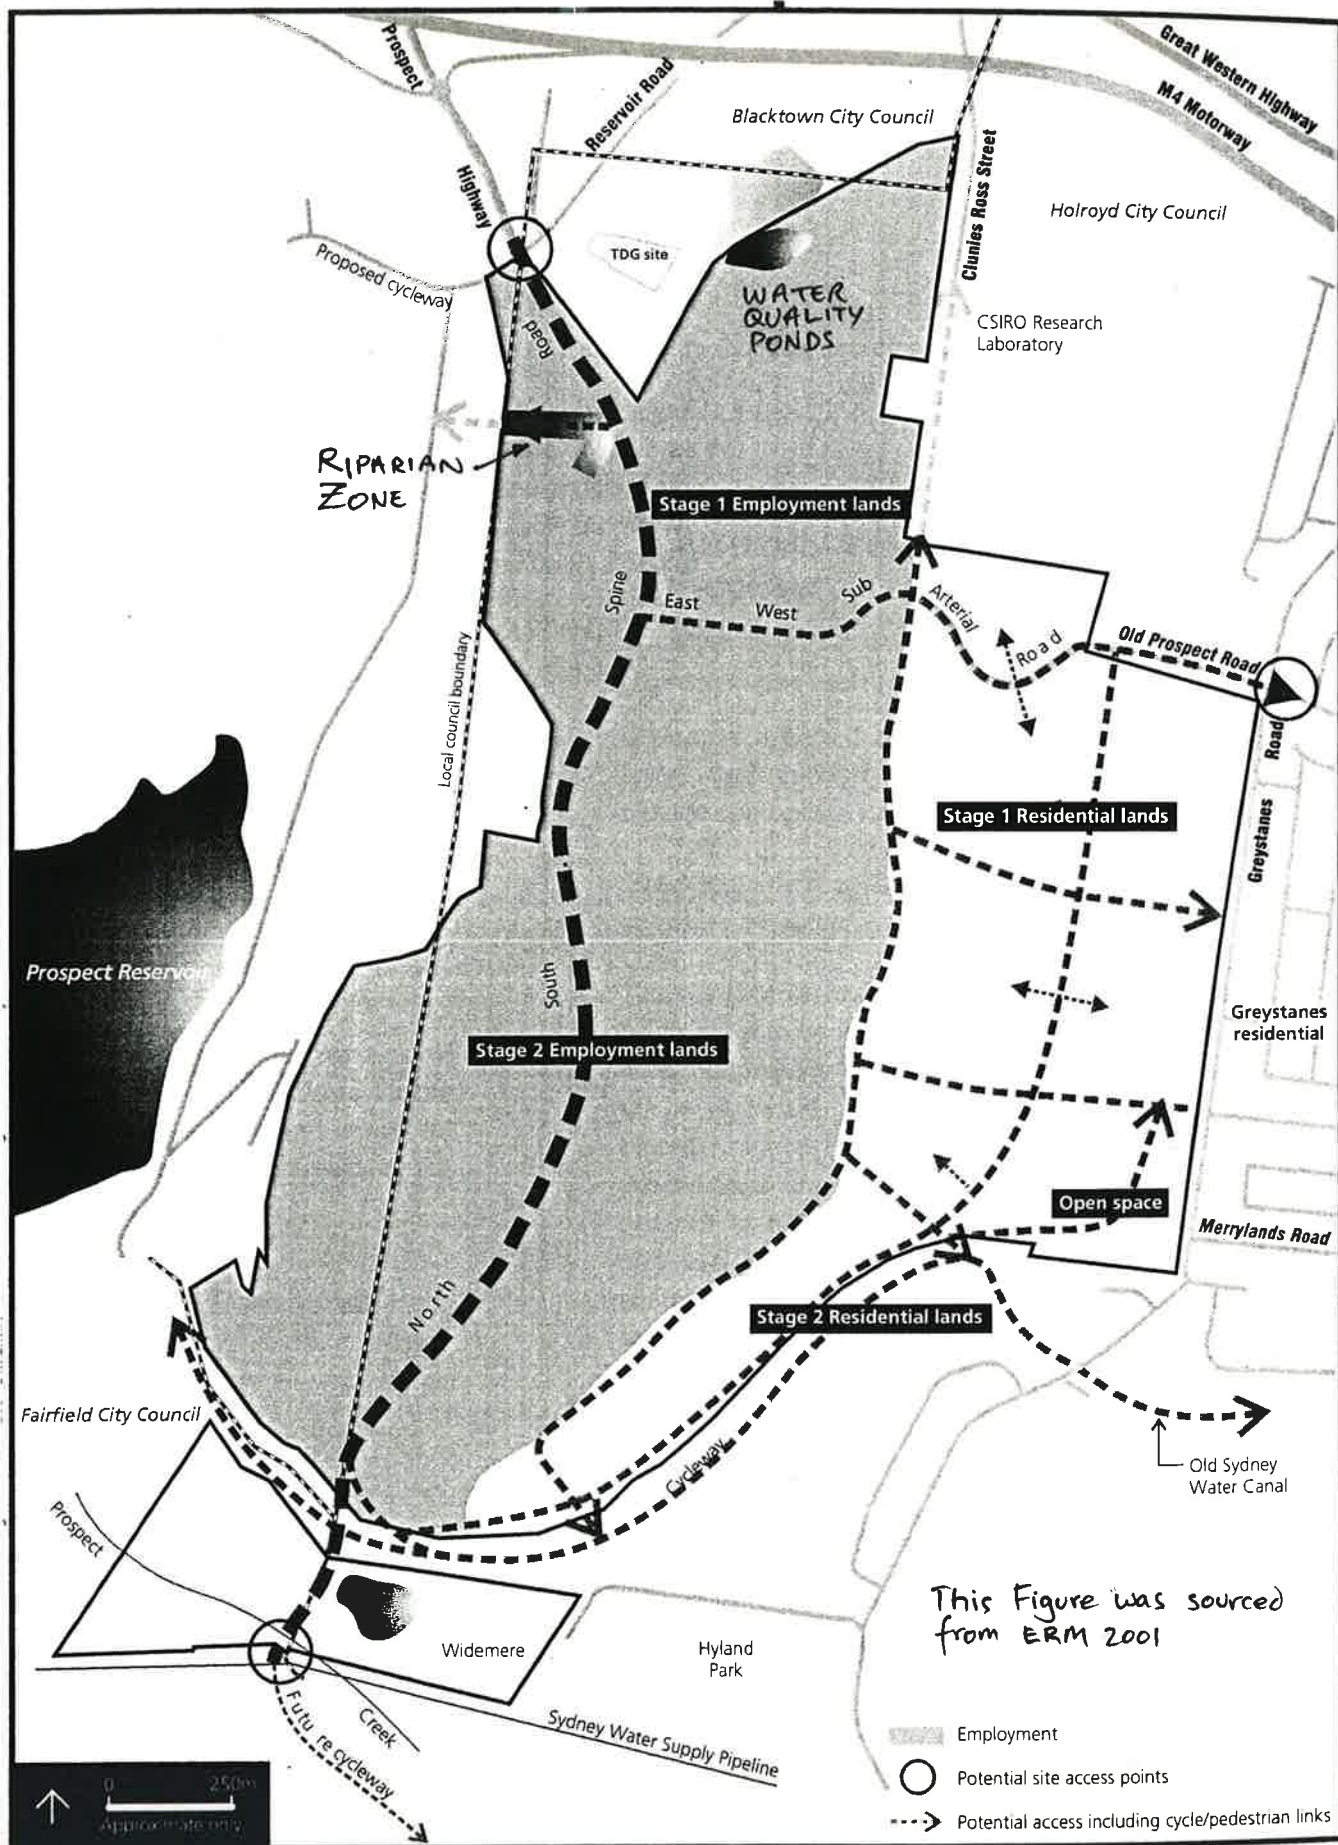 Prospect
Highway
Reservoir Road
Great Western Highway
M4 Motorway
Blacktown City Council
Clunies Ross Street
Holroyd City Council
TDG site
Proposed cycleway
WATER
QUALITY
PONDS
CSIRO Research
Laboratory
Road
RIPARIAN
ZONE
Stage 1 Employment lands
Spine
East West Sub Arterial Road
Old Prospect Road
Local council boundary
Greystanes Road
Stage 1 Residential lands
Prospect Reservoir
South
Greystanes
residential
Stage 2 Employment lands
Open space
Merrylands Road
North
Stage 2 Residential lands
Fairfield City Council
Cycleway
Old Sydney
Water Canal
Prospect
Creek
Widemere
Hyland
Park
This Figure was sourced
from ERM 2001
Future cycleway
Sydney Water Supply Pipeline
Employment
Potential site access points
Potential access including cycle/pedestrian links
0 250m
Approximate only